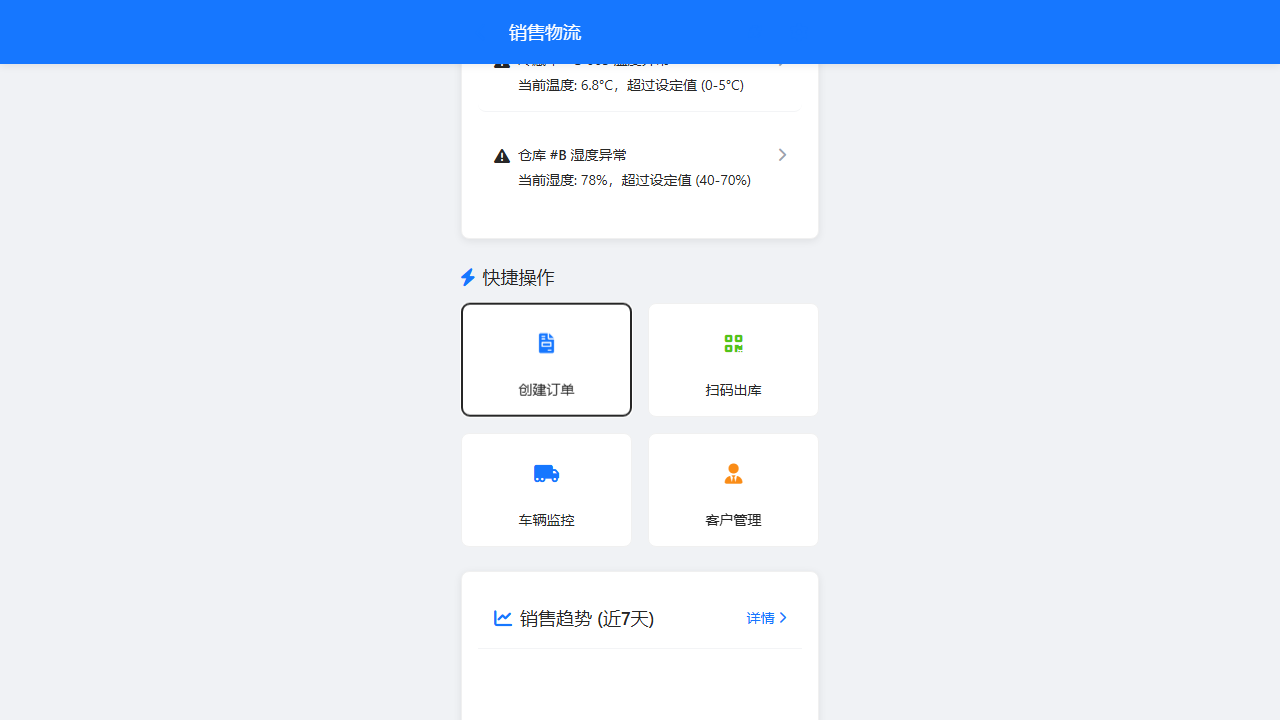 销售物流
当前温度: 6.8°C，超过设定值 (0-5°C)
仓库 #B 湿度异常
当前湿度: 78%，超过设定值 (40-70%)
快捷操作
创建订单
扫码出库
车辆监控
客户管理
销售趋势 (近7天)
详情